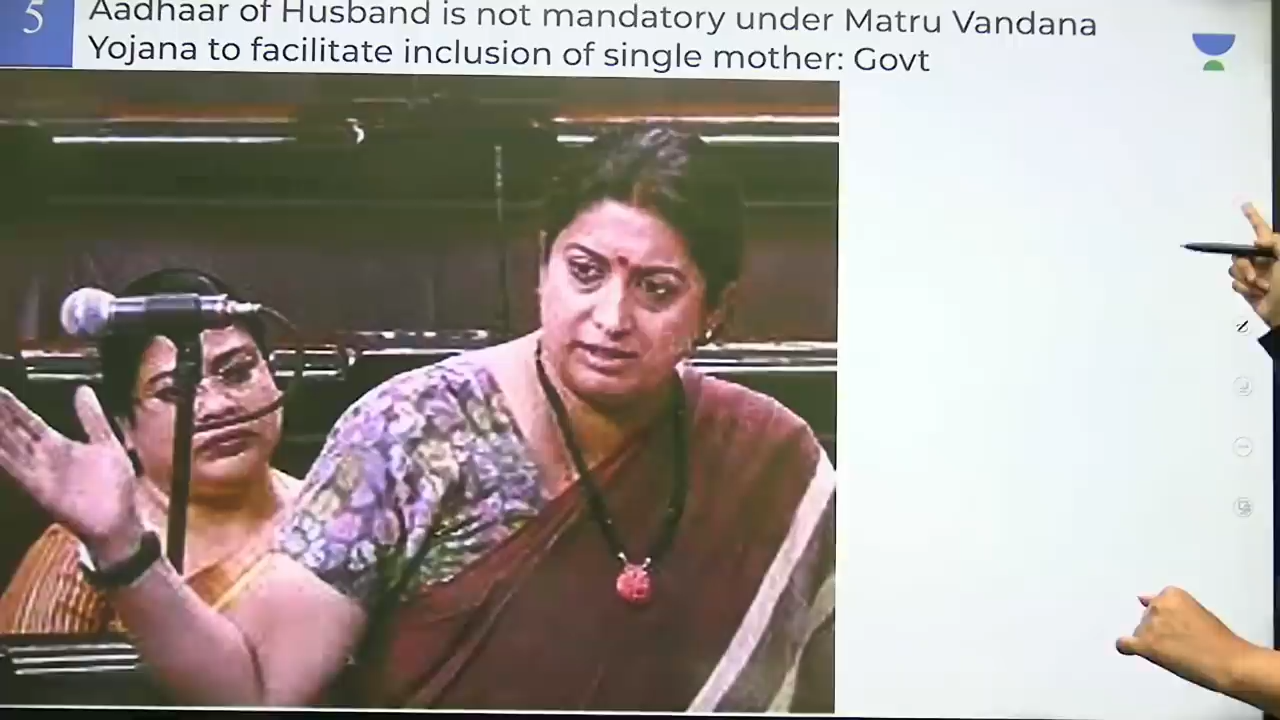 5
Aadhaar of Husband is not mandatory under Matru Vandana
Yojana to facilitate inclusion of single mother: Govt